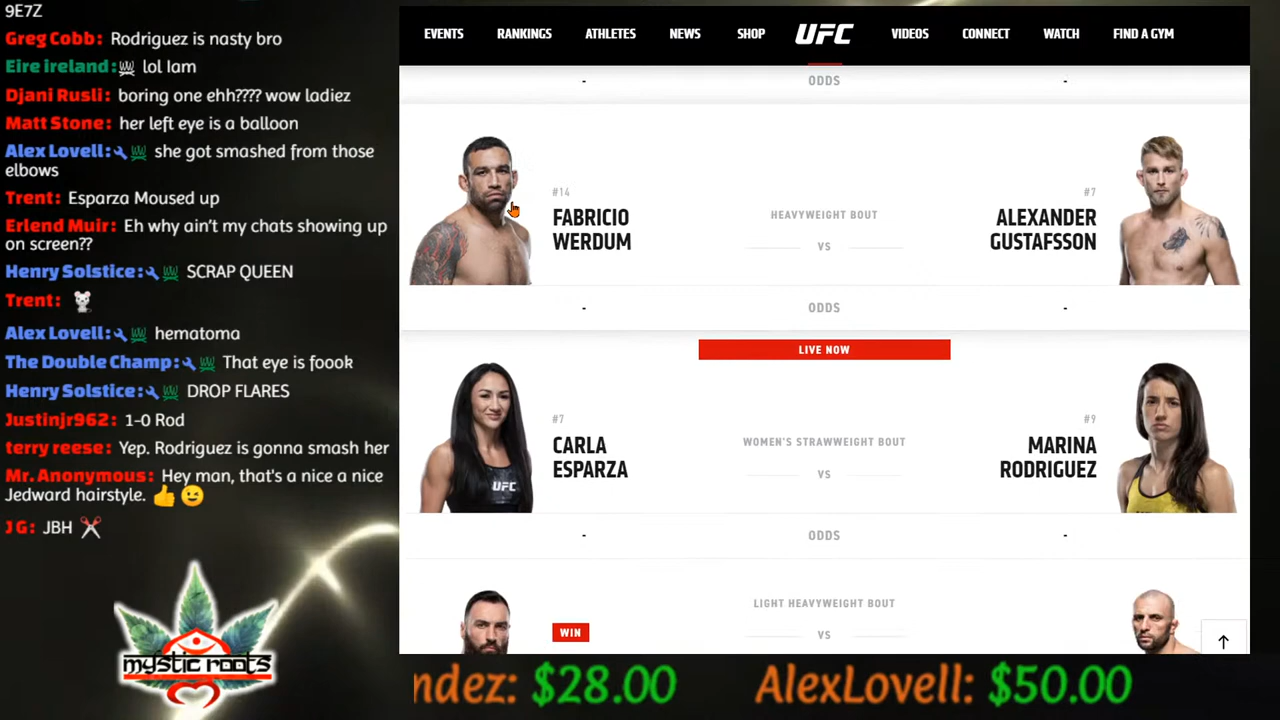 9E7Z
Greg Cobb: Rodriguez is nasty bro
Eire ireland: lol Iam
Djani Rusli: boring one ehh???? wow ladiez
Matt Stone: her left eye is a balloon
Alex Lovell: she got smashed from those
elbows
Trent: Esparza Moused up
Erlend Muir: Eh why ain't my chats showing up
on screen??
Henry Solstice: SCRAP QUEEN
Trent: 🐭
Alex Lovell: hematoma
The Double Champ: That eye is foook
Henry Solstice: DROP FLARES
Justinjr962: 1-0 Rod
terry reese: Yep. Rodriguez is gonna smash her
Mr. Anonymous: Hey man, that's a nice a nice
Jedward hairstyle. 👍 😉
J G: JBH ✂️
mystic roots
EVENTS RANKINGS ATHLETES NEWS SHOP UFC VIDEOS CONNECT WATCH FIND A GYM
- ODDS -
#14 #7
HEAVYWEIGHT BOUT
FABRICIO ALEXANDER
WERDUM VS GUSTAFSSON
- ODDS -
LIVE NOW
#7 #9
WOMEN'S STRAWWEIGHT BOUT
CARLA MARINA
ESPARZA VS RODRIGUEZ
UFC
- ODDS -
LIGHT HEAVYWEIGHT BOUT
WIN VS
ndez: $28.00 AlexLovell: $50.00